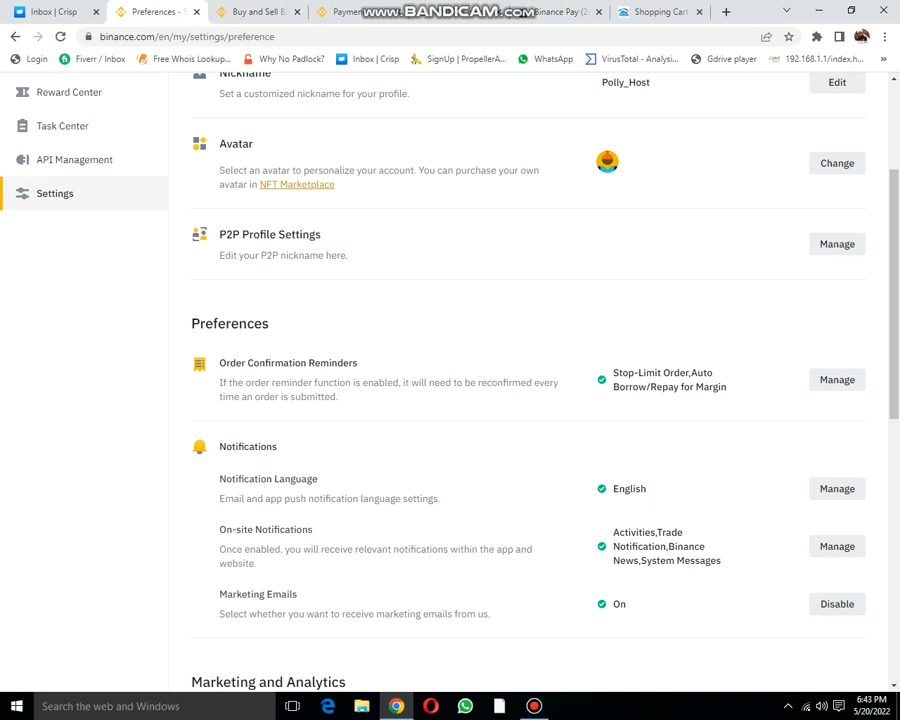 Inbox | Crisp
Preferences - S
Buy and Sell B
Paymen
www.BANDICAM.com
Binance Pay (2
Shopping Cart
binance.com/en/my/settings/preference
Login
Fiverr / Inbox
Free Whois Lookup...
Why No Padlock?
Inbox | Crisp
SignUp | PropellerA...
WhatsApp
VirusTotal - Analysi...
Gdrive player
192.168.1.1/index.h...
»
Reward Center
Task Center
API Management
Settings
Nickname
Set a customized nickname for your profile.
Polly_Host
Edit
Avatar
Select an avatar to personalize your account. You can purchase your own
avatar in NFT Marketplace
Change
P2P Profile Settings
Edit your P2P nickname here.
Manage
Preferences
Order Confirmation Reminders
If the order reminder function is enabled, it will need to be reconfirmed every
time an order is submitted.
Stop-Limit Order,Auto
Borrow/Repay for Margin
Manage
Notifications
Notification Language
Email and app push notification language settings.
English
Manage
On-site Notifications
Once enabled, you will receive relevant notifications within the app and
website.
Activities,Trade
Notification,Binance
News,System Messages
Manage
Marketing Emails
Select whether you want to receive marketing emails from us.
On
Disable
Marketing and Analytics
Search the web and Windows
6:43 PM
5/20/2022